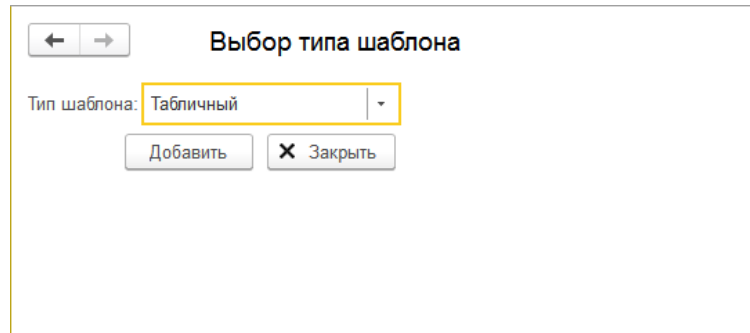 Выбор типа шаблона
Тип шаблона: Табличный
Добавить Закрыть